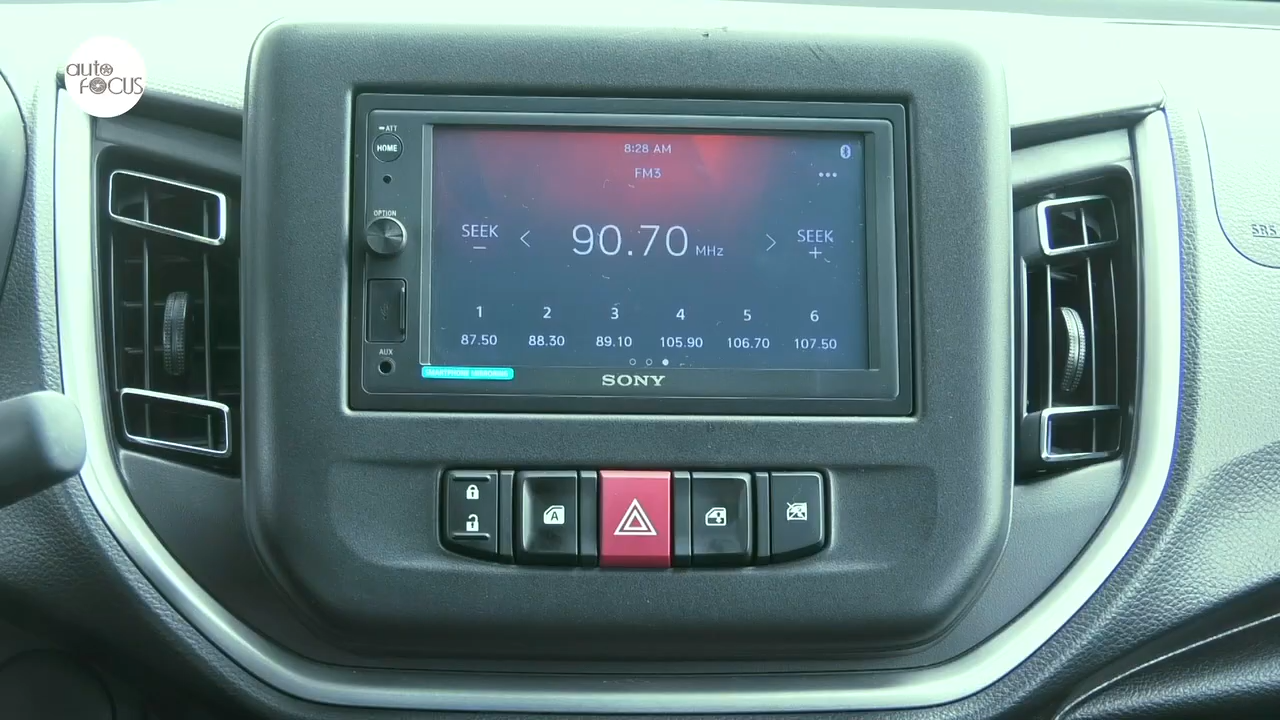 auto
FOCUS
ATT
HOME
OPTION
AUX
8:28 AM
FM3
SEEK
90.70 MHz
SEEK
+
1 2 3 4 5 6
87.50 88.30 89.10 105.90 106.70 107.50
SONY
A
SRS